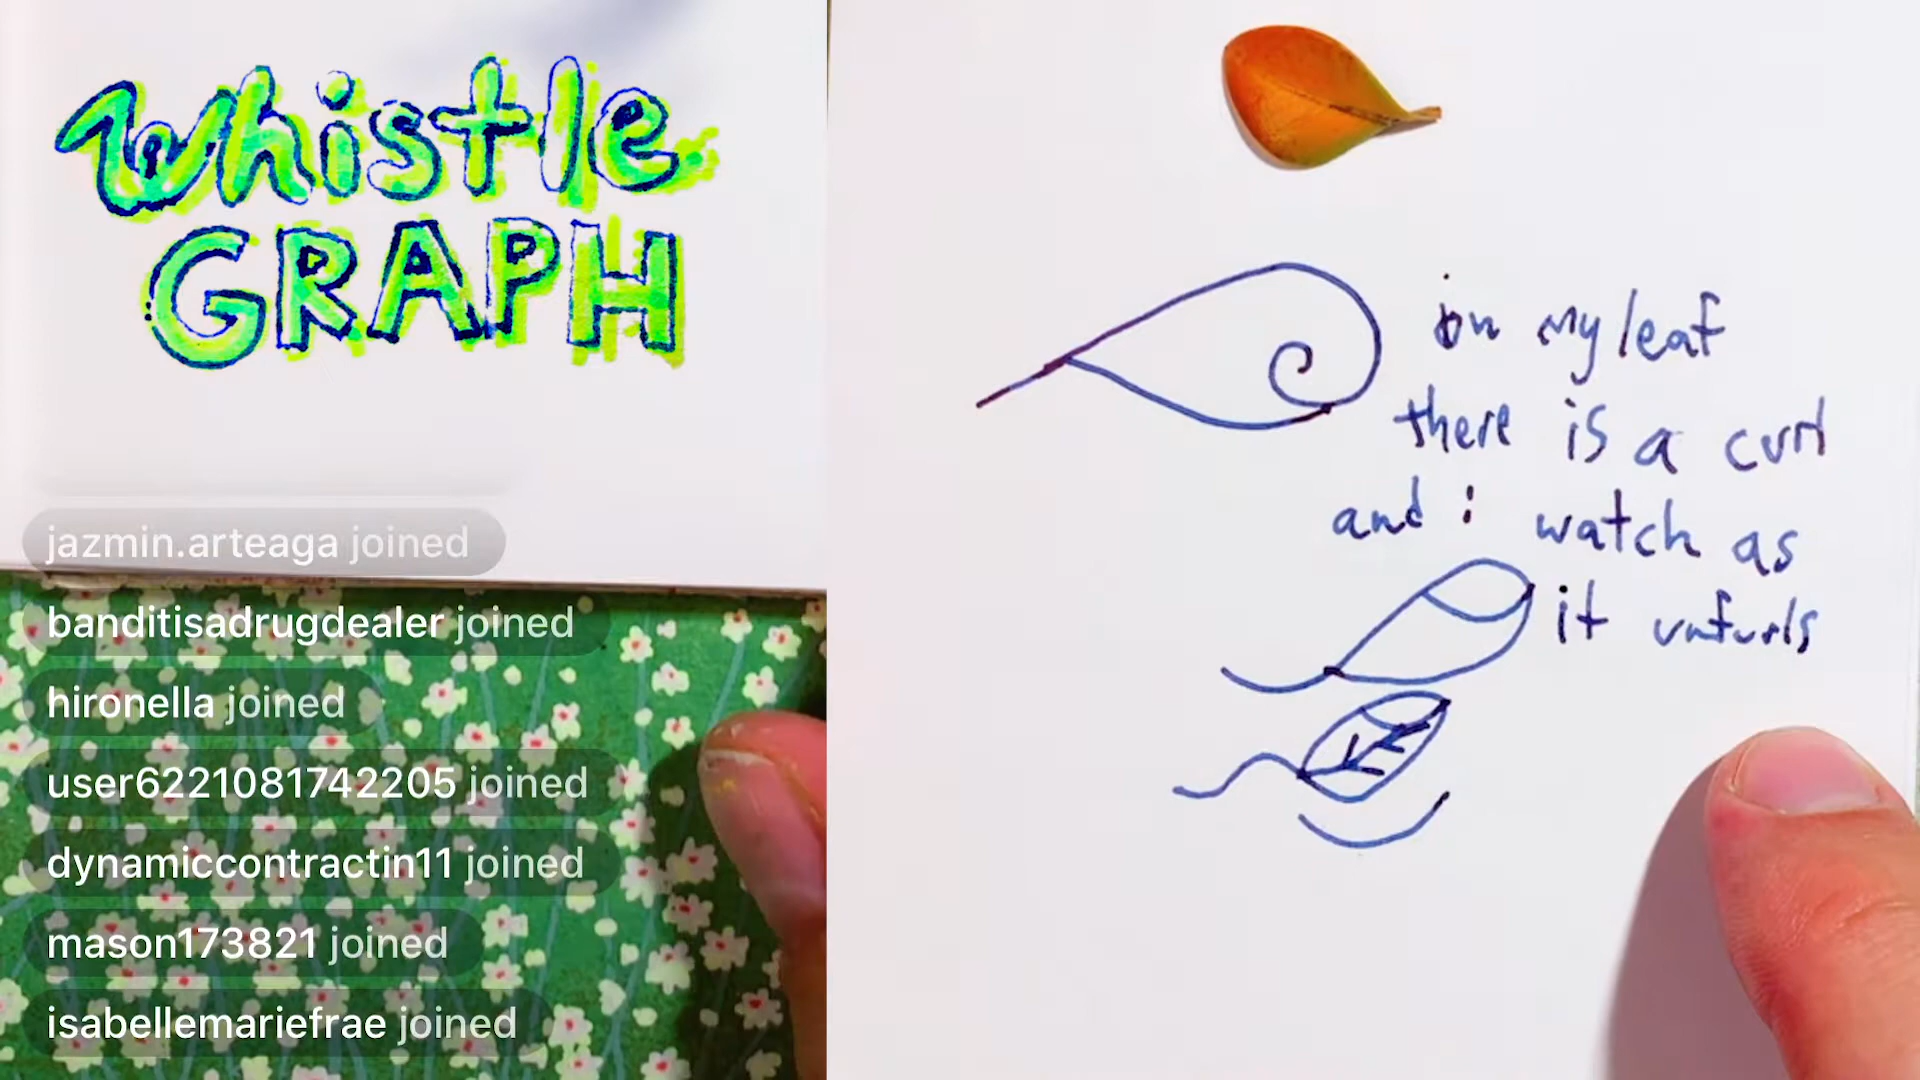 Whistle
GRAPH
jazmin.arteaga joined
banditisadrugdealer joined
hironella joined
user6221081742205 joined
dynamiccontractin11 joined
mason173821 joined
isabellemariefrae joined
on my leaf
there is a curl
and i watch as
it unfurls